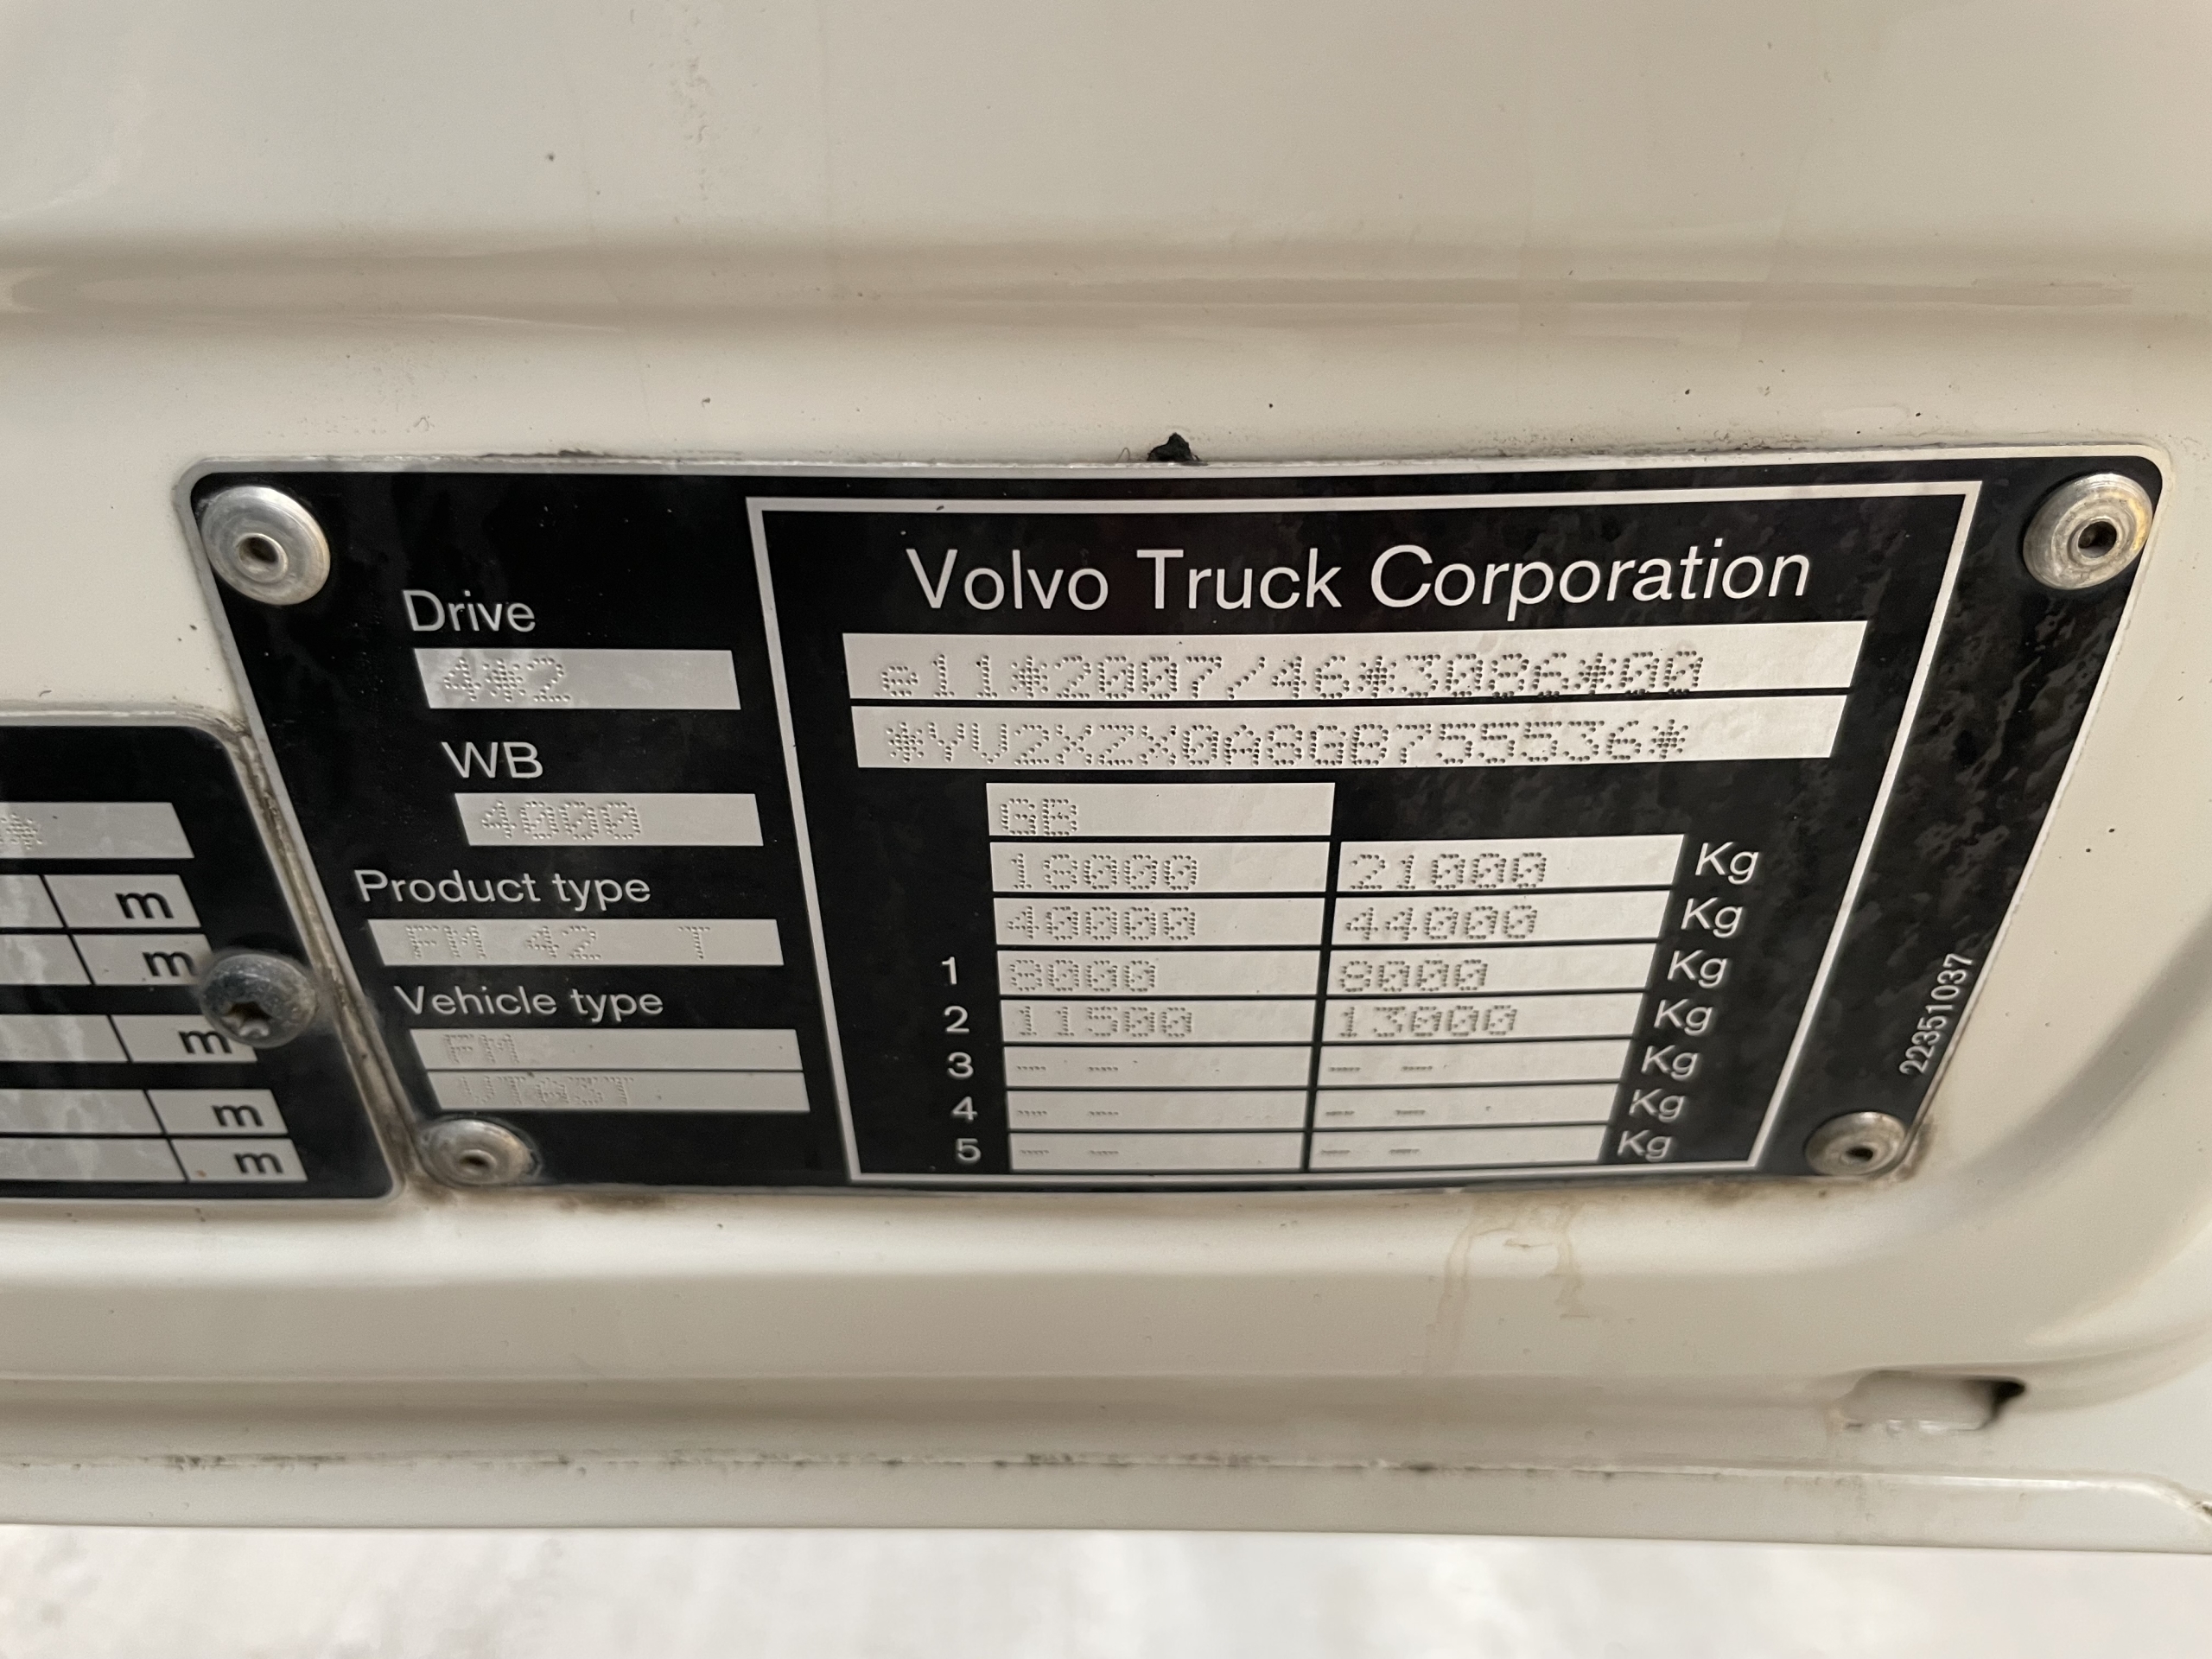 Volvo Truck Corporation
e11*2007/46*3086*00
*YV2XZX0A8GB755536*
GB
18000 21000 Kg
40000 44000 Kg
1 8000 8000 Kg
2 11500 13000 Kg
3 -- -- -- -- Kg
4 -- -- -- -- Kg
5 -- -- -- -- Kg
Drive
4*2
WB
4000
Product type
FM 42 T
Vehicle type
FM
22351037
m
m
m
m
m